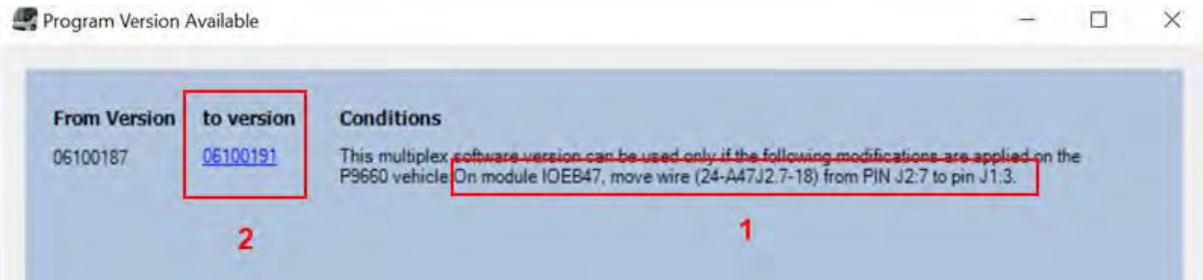 Program Version Available
From Version to version Conditions
06100187 06100191 This multiplex software version can be used only if the following modifications are applied on the
P9660 vehicle:On module IOEB47, move wire (24-A47J2.7-18) from PIN J2:7 to pin J1:3.
2 1